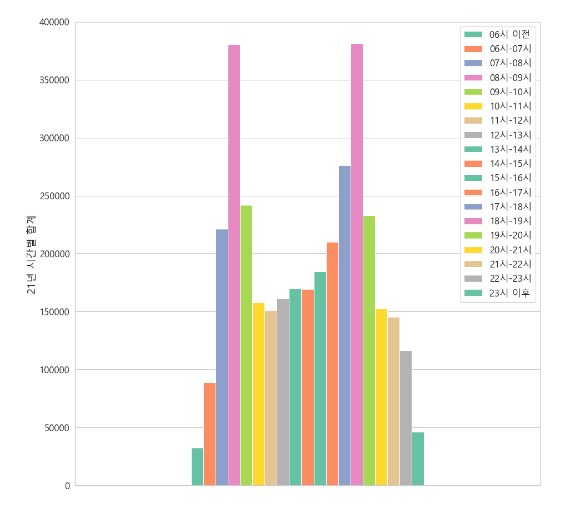 400000
350000
300000
250000
200000
150000
100000
50000
0
21년 시간별 합계
06시 이전
06시-07시
07시-08시
08시-09시
09시-10시
10시-11시
11시-12시
12시-13시
13시-14시
14시-15시
15시-16시
16시-17시
17시-18시
18시-19시
19시-20시
20시-21시
21시-22시
22시-23시
23시 이후